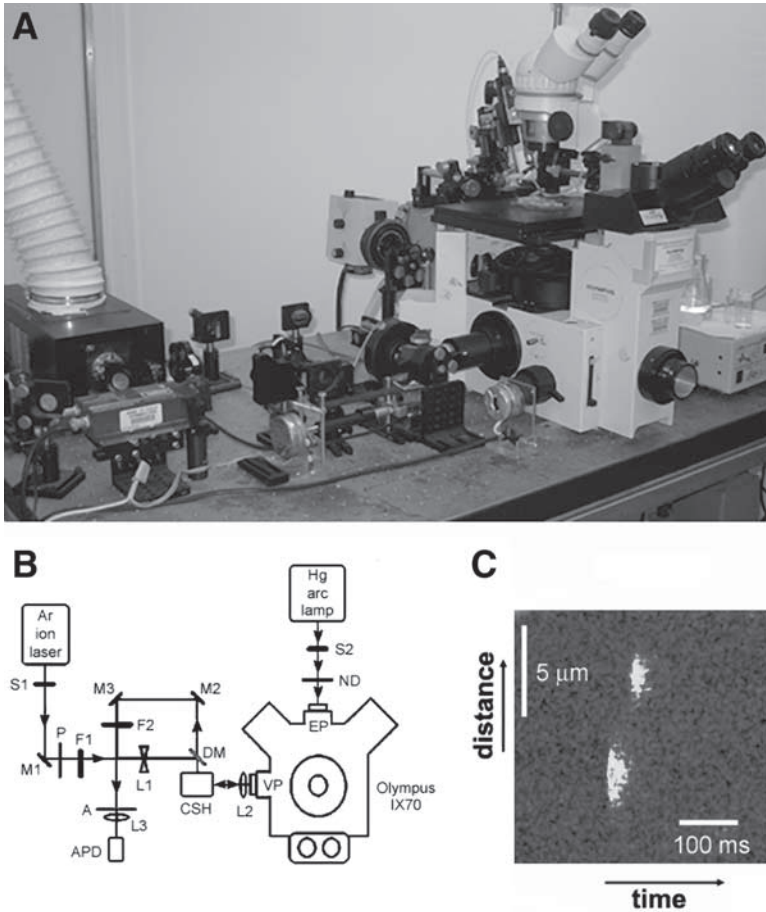 A
OLYMPUS
B
Hg
arc
lamp
Ar
ion
laser
S2
S1
M3
M2
ND
F2
EP
P
F1
DM
M1
L1
VP
Olympus
IX70
CSH
L2
A
L3
APD
C
5 μm
distance
100 ms
time